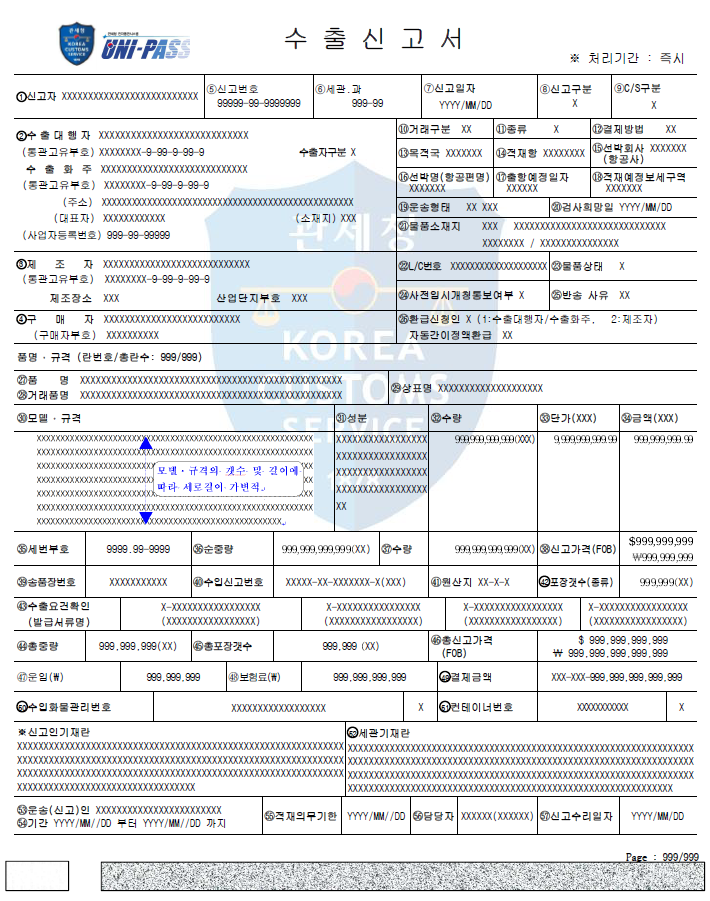 관세청
KOREA
CUSTOMS
SERVICE
관세청 전자통관시스템
UNI-PASS
수 출 신 고 서
※ 처리기간 : 즉시
①신고자 XXXXXXXXXXXXXXXXXXXXXXXXXX
⑤신고번호
99999-99-9999999
⑥세관.과
999-99
⑦신고일자
YYYY/MM/DD
⑧신고구분
X
⑨C/S구분
X
②수 출 대 행 자 XXXXXXXXXXXXXXXXXXXXXXXXXXXX
(통관고유부호) XXXXXXXX-9-99-9-99-9
수출자구분 X
수 출 화 주 XXXXXXXXXXXXXXXXXXXXXXXXXXXX
(통관고유부호) XXXXXXXX-9-99-9-99-9
(주소) XXXXXXXXXXXXXXXXXXXXXXXXXXXXXXXXXXXXXXXXXXXXXXXX
(대표자) XXXXXXXXXXXX
(소재지) XXX
(사업자등록번호) 999-99-99999
⑩거래구분 XX
⑪종류 X
⑫결제방법 XX
⑬목적국 XXXXXXX
⑭적재항 XXXXXXXX
⑮선박회사 XXXXXXX
(항공사)
⑯선박명(항공편명)
XXXXXXX
⑰출항예정일자
XXXXXX
⑱적재예정보세구역
XXXXXXX
⑲운송형태 XX XXX
⑳검사희망일 YYYY/MM/DD
㉑물품소재지 XXX XXXXXXXXXXXXXXXXXXXXXXXXXXXXX
XXXXXXXX / XXXXXXXXXXXXXXX
③제 조 자 XXXXXXXXXXXXXXXXXXXXXXXXXXXX
(통관고유부호) XXXXXXXX-9-99-9-99-9
제조장소 XXX
산업단지부호 XXX
㉒L/C번호 XXXXXXXXXXXXXXXXXXXX
㉓물품상태 X
㉔사전임시개청통보여부 X
㉕반송 사유 XX
④구 매 자 XXXXXXXXXXXXXXXXXXXXXXXXXX
(구매자부호) XXXXXXXXXX
㉖환급신청인 X (1:수출대행자/수출화주, 2:제조자)
자동간이정액환급 XX
품명·규격 (란번호/총란수: 999/999)
㉗품 명 XXXXXXXXXXXXXXXXXXXXXXXXXXXXXXXXXXXXXXXXXXXXXXXXXX
㉘거래품명 XXXXXXXXXXXXXXXXXXXXXXXXXXXXXXXXXXXXXXXXXXXXXXXXXX
㉙상표명 XXXXXXXXXXXXXXXXXXXX
㉚모델·규격
㉛성분
㉜수량
㉝단가(XXX)
㉞금액(XXX)
XXXXXXXXXXXXXXXXXXXXXXXXXXXXXXXXXXXXXXXXXXXXXXXXXX
XXXXXXXXXXXXXXXXXXXXXXXXXXXXXXXXXXXXXXXXXXXXXXXXXX
XXXXXXXXXXXXXXXXXXXXXXXXXXXXXXXXXXXXXXXXXXXXXXXXXX
모델·규격의 갯수 및 길이에
따라 세로길이 가변적
XXXXXXXXXXXXXXXXX
XXXXXXXXXXXXXXXXX
XXXXXXXXXXXXXXXXX
XXXXXXXXXXXXXXXXX
XX
999,999,999,999(XXX)
9,999,999,999.99
999,999,999.99
㉟세번부호
9999.99-9999
㊱순중량
999,999,999,999(XX)
㊲수량
999,999,999,999(XX)
㊳신고가격(FOB)
$999,999,999
₩999,999,999
㊴송품장번호
XXXXXXXXXXX
㊵수입신고번호
XXXXX-XX-XXXXXXX-X(XXX)
㊶원산지 XX-X-X
㊷포장갯수(종류)
999,999(XX)
㊸수출요건확인
(발급서류명)
X-XXXXXXXXXXXXXXXXX
(XXXXXXXXXXXXXXXXX)
X-XXXXXXXXXXXXXXXXX
(XXXXXXXXXXXXXXXXX)
X-XXXXXXXXXXXXXXXXX
(XXXXXXXXXXXXXXXXX)
X-XXXXXXXXXXXXXXXXX
(XXXXXXXXXXXXXXXXX)
㊹총중량
999,999,999(XX)
㊺총포장갯수
999,999 (XX)
㊻총신고가격
(FOB)
$ 999,999,999,999
₩ 999,999,999,999,999
㊼운임(₩)
999,999,999
㊽보험료(₩)
999,999,999,999
㊾결제금액
XXX-XXX-999,999,999,999,999
㊿수입화물관리번호
XXXXXXXXXXXXXXXXXX
X
51컨테이너번호
XXXXXXXXXXX
X
※신고인기재란
XXXXXXXXXXXXXXXXXXXXXXXXXXXXXXXXXXXXXXXXXXXXXXXXXXXXXXXXXXXXXX
XXXXXXXXXXXXXXXXXXXXXXXXXXXXXXXXXXXXXXXXXXXXXXXXXXXXXXXXXXXXXX
XXXXXXXXXXXXXXXXXXXXXXXXXXXXXXXXXXXXXXXXXXXXXXXXXXXXXXXXXXXXXX
XXXXXXXXXXXXXXXXXXXXXXXXXXXXXXXXXX
52세관기재란
XXXXXXXXXXXXXXXXXXXXXXXXXXXXXXXXXXXXXXXXXXXXXXXXXXXXXXXXXXXXXXXXXX
XXXXXXXXXXXXXXXXXXXXXXXXXXXXXXXXXXXXXXXXXXXXXXXXXXXXXXXXXXXXXXXXXX
XXXXXXXXXXXXXXXXXXXXXXXXXXXXXXXXXXXXXXXXXXXXXXXXXXXXXXXXXXXXXXXXXX
XXXXXXXXXXXXXXXXXXXXXXXXXXXXXXXXXXXXXXXXXXXXXXXXXXX
53운송(신고)인 XXXXXXXXXXXXXXXXXXXXXXXX
54기간 YYYY/MM//DD 부터 YYYY/MM//DD 까지
55적재의무기한
YYYY/MM//DD
56담당자
XXXXXX(XXXXXX)
57신고수리일자
YYYY/MM/DD
Page : 999/999